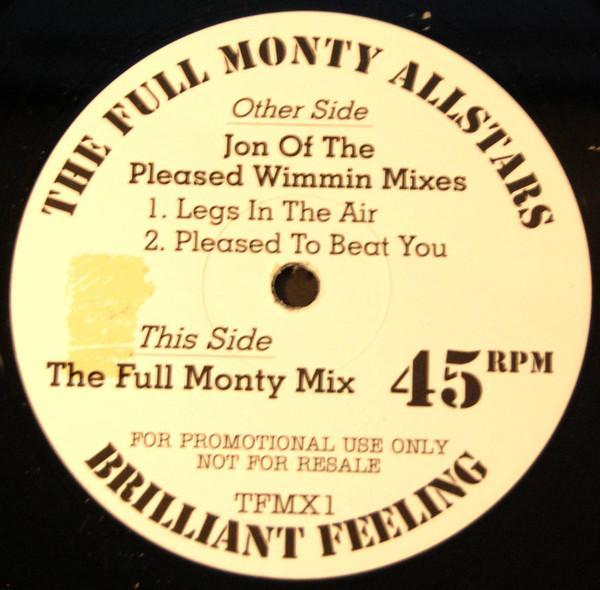 THE FULL MONTY ALLSTARS
Other Side
Jon Of The
Pleased Wimmin Mixes
1. Legs In The Air
2. Pleased To Beat You
This Side
The Full Monty Mix
45 RPM
FOR PROMOTIONAL USE ONLY
NOT FOR RESALE
TFMX1
BRILLIANT FEELING